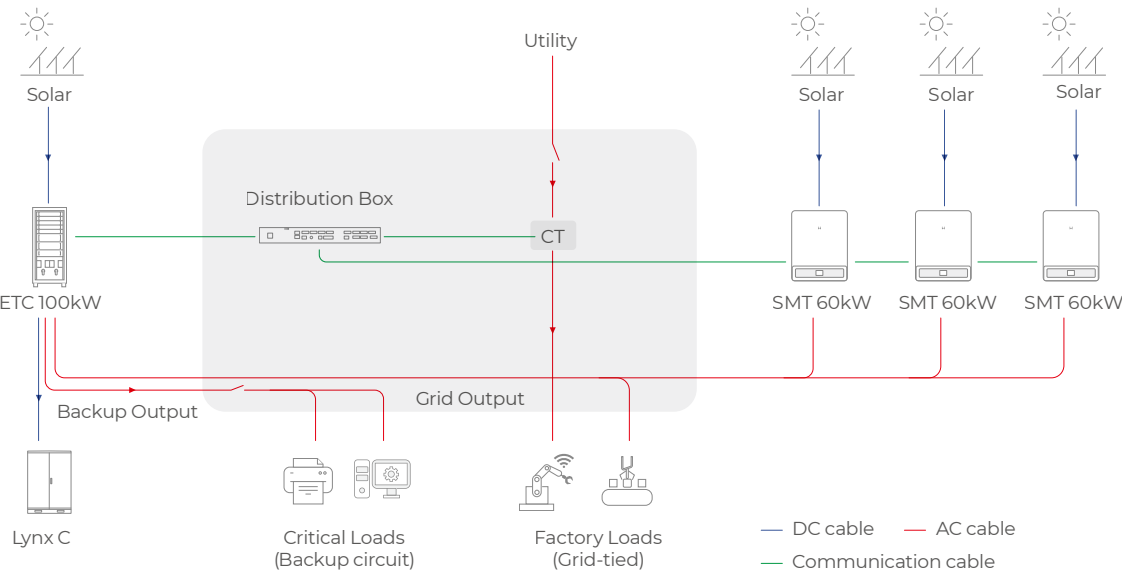 Utility
Solar
Solar
Solar
Solar
Distribution Box
CT
ETC 100kW
SMT 60kW
SMT 60kW
SMT 60kW
Backup Output
Grid Output
Lynx C
Critical Loads
(Backup circuit)
Factory Loads
(Grid-tied)
DC cable
AC cable
Communication cable